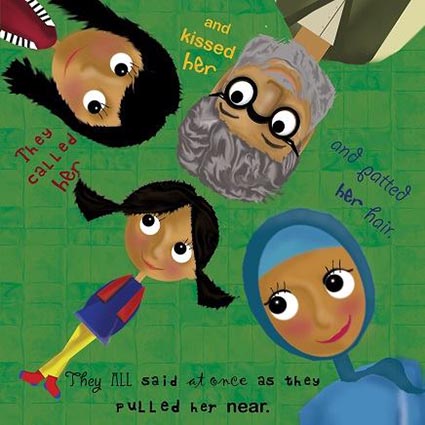 They
called
her
and
kissed
her
and patted
her hair.
They ALL said at once as they
pulled her near.